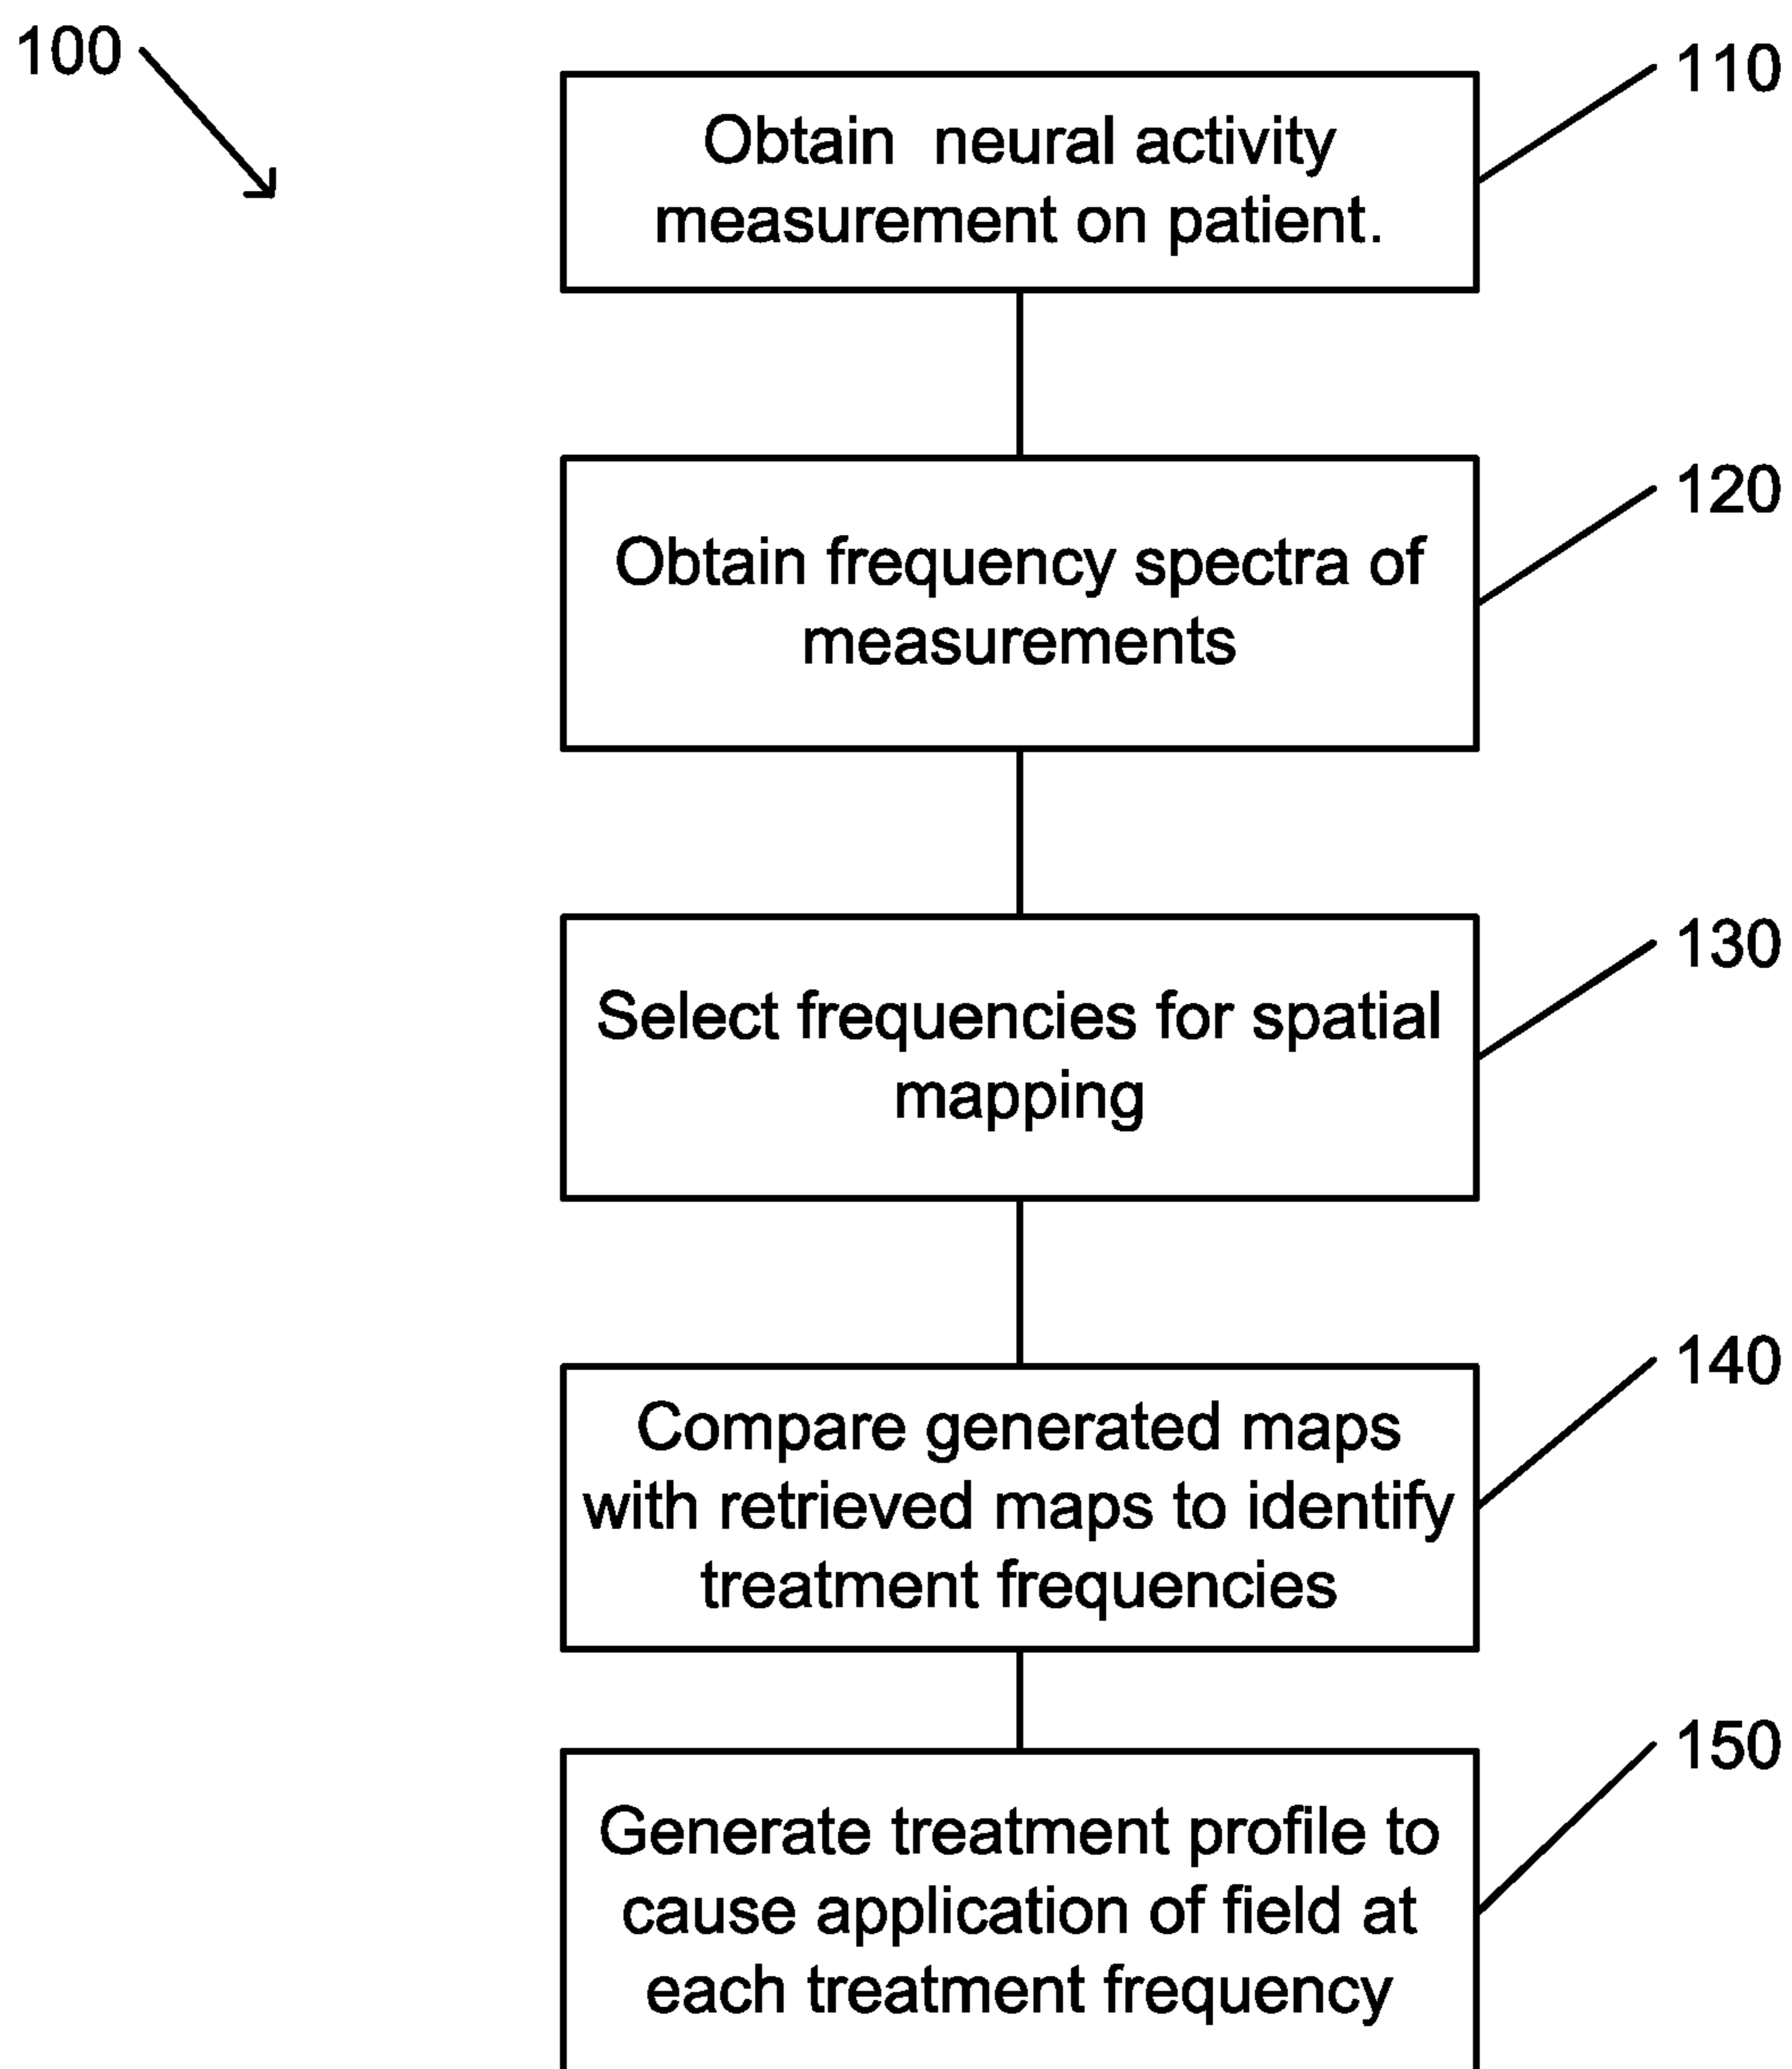 100
110
Obtain neural activity
measurement on patient.
120
Obtain frequency spectra of
measurements
130
Select frequencies for spatial
mapping
140
Compare generated maps
with retrieved maps to identify
treatment frequencies
150
Generate treatment profile to
cause application of field at
each treatment frequency